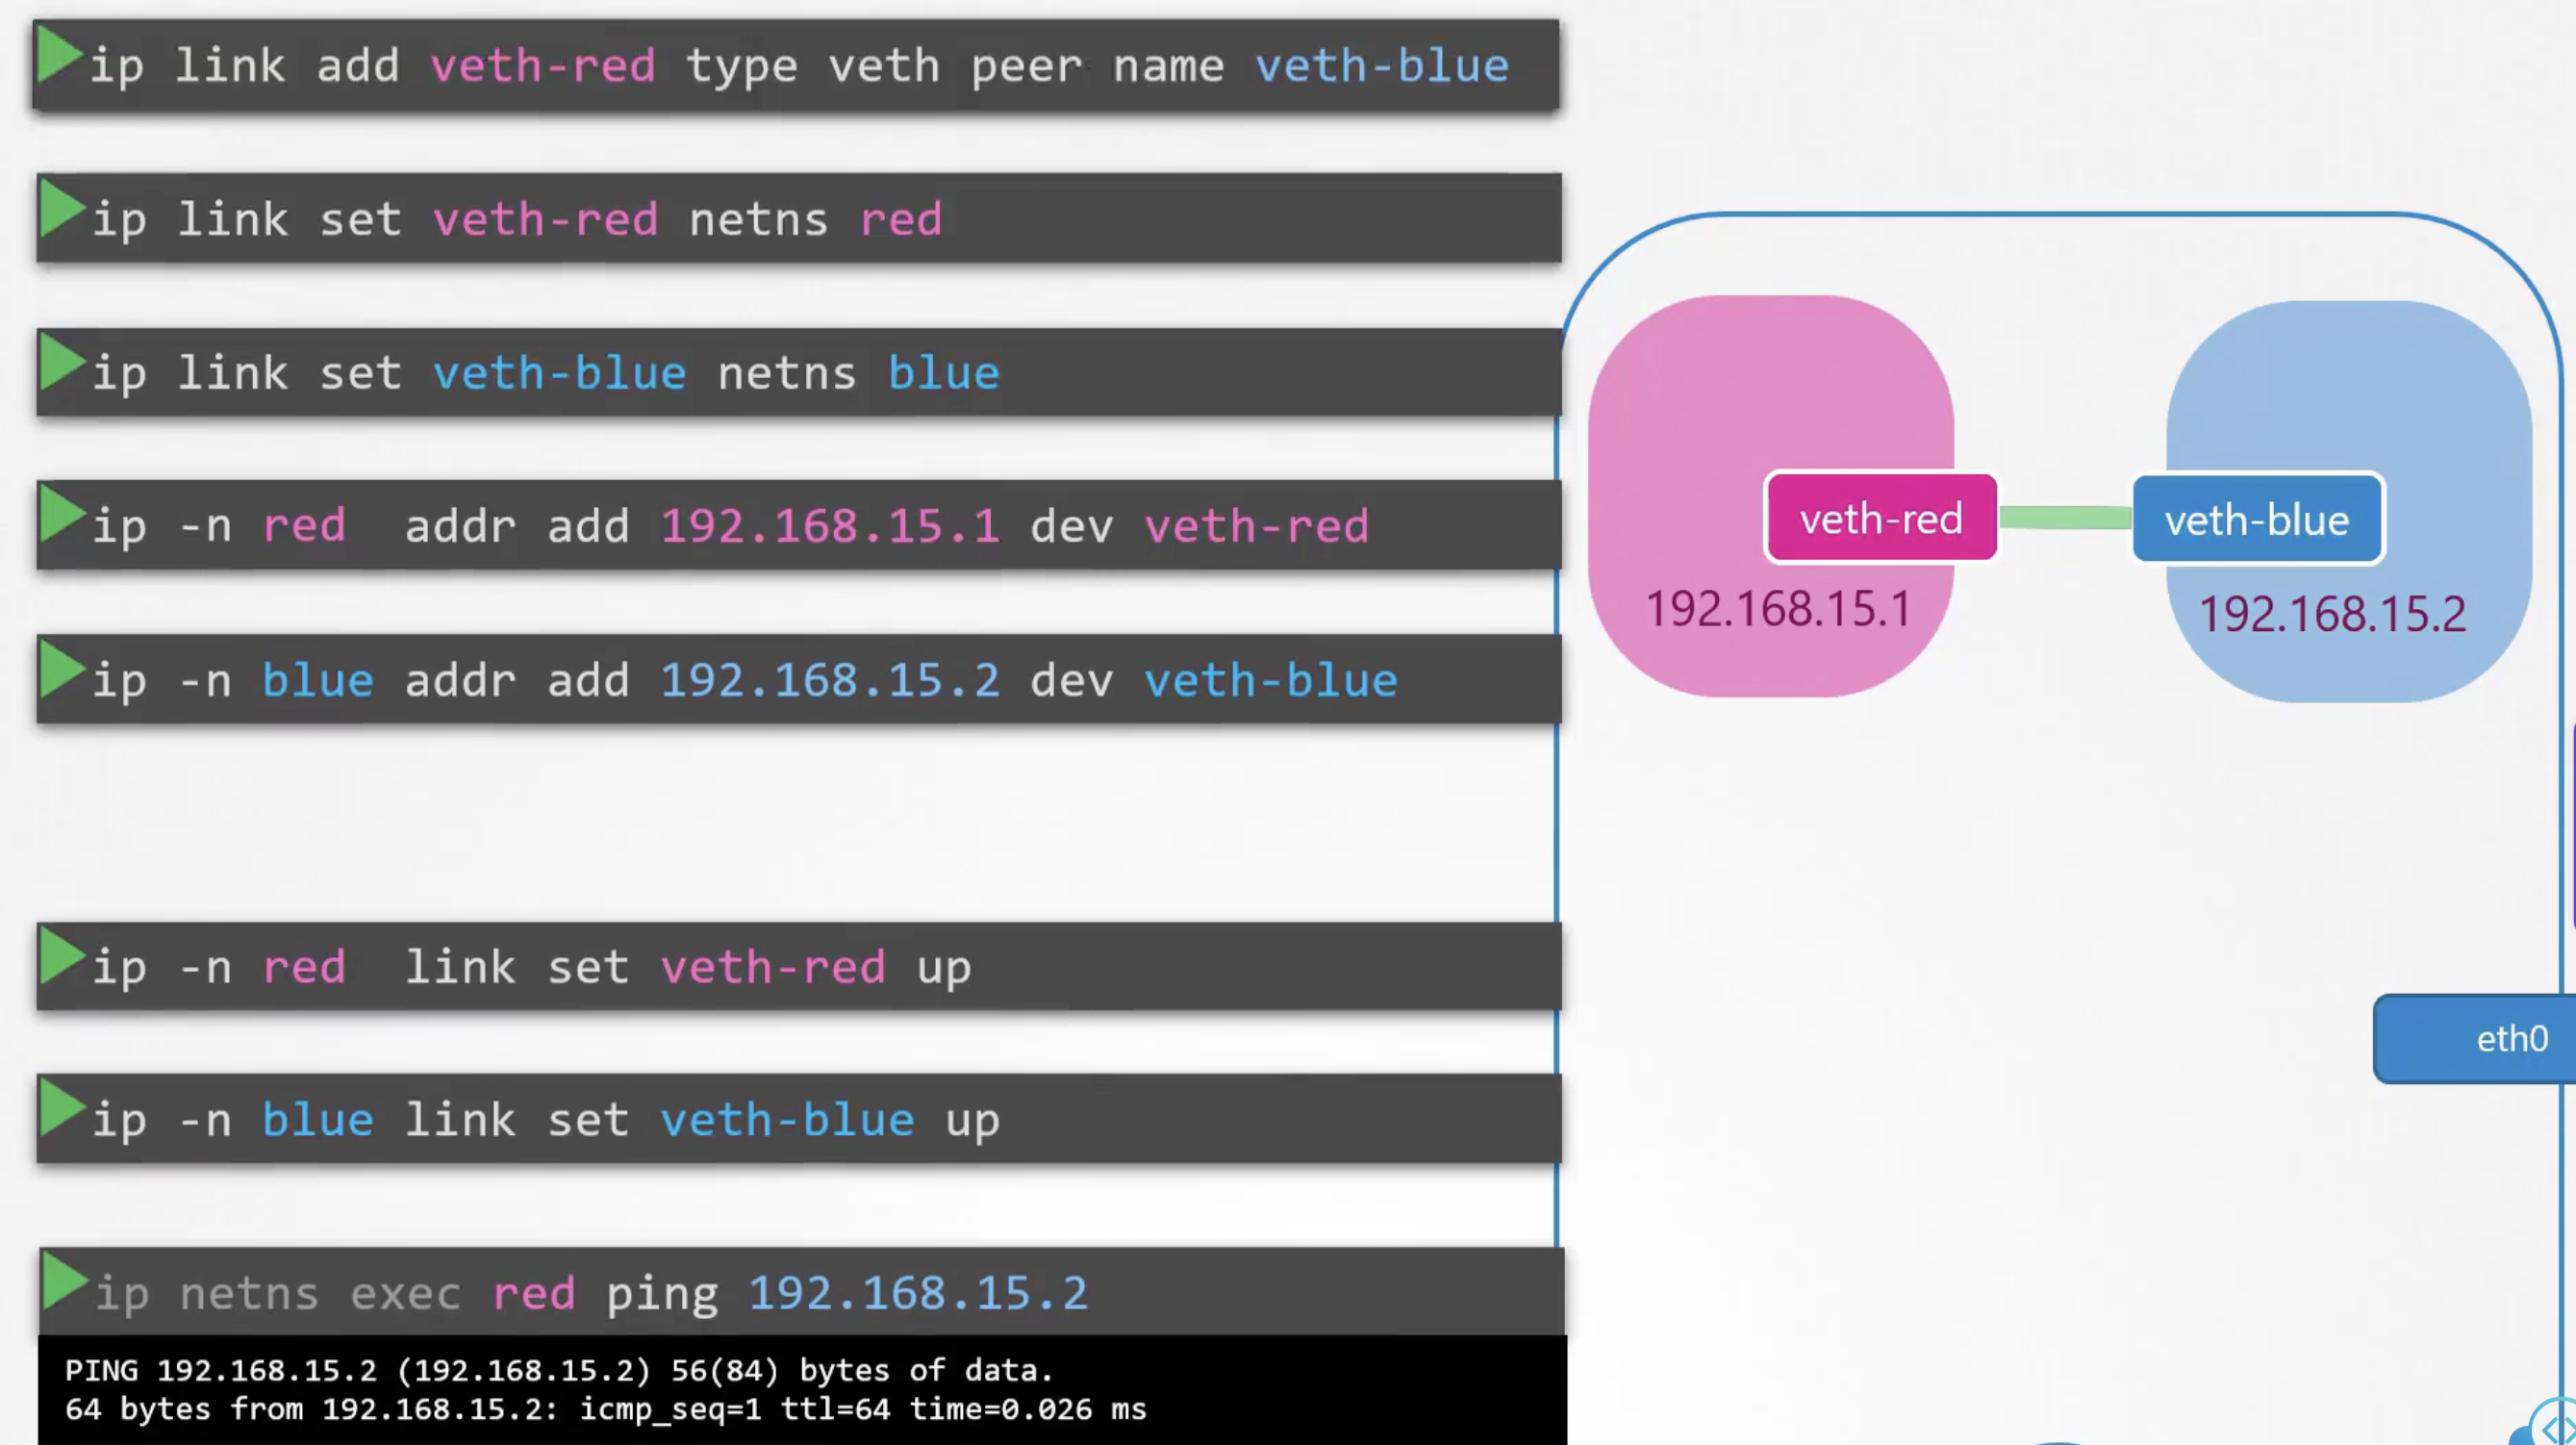 ip link add veth-red type veth peer name veth-blue
ip link set veth-red netns red
ip link set veth-blue netns blue
ip -n red addr add 192.168.15.1 dev veth-red
ip -n blue addr add 192.168.15.2 dev veth-blue
ip -n red link set veth-red up
ip -n blue link set veth-blue up
ip netns exec red ping 192.168.15.2
PING 192.168.15.2 (192.168.15.2) 56(84) bytes of data.
64 bytes from 192.168.15.2: icmp_seq=1 ttl=64 time=0.026 ms
veth-red
veth-blue
192.168.15.1
192.168.15.2
eth0